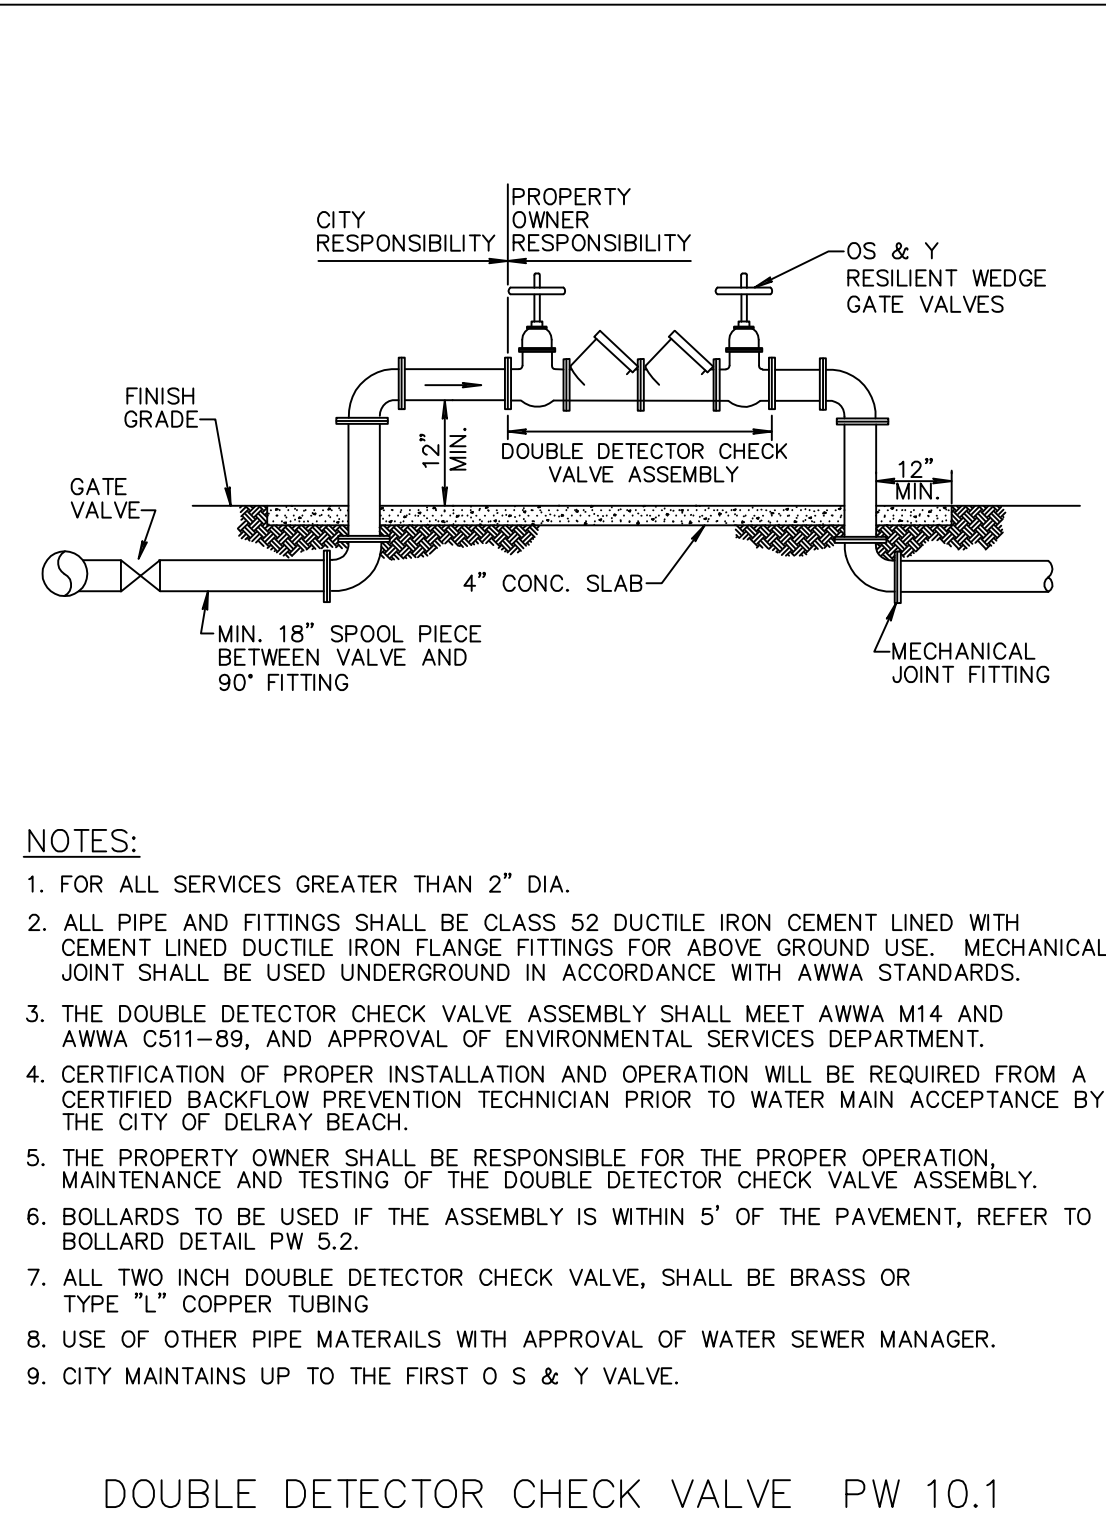 PROPERTY
OWNER
RESPONSIBILITY
CITY
RESPONSIBILITY
OS & Y
RESILIENT WEDGE
GATE VALVES
FINISH
GRADE
12"
MIN.
DOUBLE DETECTOR CHECK
VALVE ASSEMBLY
12"
MIN.
GATE
VALVE
4" CONC. SLAB
MIN. 18" SPOOL PIECE
BETWEEN VALVE AND
90° FITTING
MECHANICAL
JOINT FITTING
NOTES:
1. FOR ALL SERVICES GREATER THAN 2" DIA.
2. ALL PIPE AND FITTINGS SHALL BE CLASS 52 DUCTILE IRON CEMENT LINED WITH
CEMENT LINED DUCTILE IRON FLANGE FITTINGS FOR ABOVE GROUND USE. MECHANICAL
JOINT SHALL BE USED UNDERGROUND IN ACCORDANCE WITH AWWA STANDARDS.
3. THE DOUBLE DETECTOR CHECK VALVE ASSEMBLY SHALL MEET AWWA M14 AND
AWWA C511-89, AND APPROVAL OF ENVIRONMENTAL SERVICES DEPARTMENT.
4. CERTIFICATION OF PROPER INSTALLATION AND OPERATION WILL BE REQUIRED FROM A
CERTIFIED BACKFLOW PREVENTION TECHNICIAN PRIOR TO WATER MAIN ACCEPTANCE BY
THE CITY OF DELRAY BEACH.
5. THE PROPERTY OWNER SHALL BE RESPONSIBLE FOR THE PROPER OPERATION,
MAINTENANCE AND TESTING OF THE DOUBLE DETECTOR CHECK VALVE ASSEMBLY.
6. BOLLARDS TO BE USED IF THE ASSEMBLY IS WITHIN 5' OF THE PAVEMENT, REFER TO
BOLLARD DETAIL PW 5.2.
7. ALL TWO INCH DOUBLE DETECTOR CHECK VALVE, SHALL BE BRASS OR
TYPE "L" COPPER TUBING
8. USE OF OTHER PIPE MATERAILS WITH APPROVAL OF WATER SEWER MANAGER.
9. CITY MAINTAINS UP TO THE FIRST O S & Y VALVE.
DOUBLE DETECTOR CHECK VALVE PW 10.1